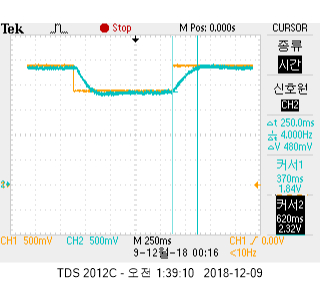 Tek
Stop
M Pos: 0.000s
CURSOR
종류
시간
신호원
CH2
Δt 250.0ms
1/Δt 4.000Hz
ΔV 480mV
커서1
370ms
1.84V
커서2
620ms
2.32V
2
CH1 500mV
CH2 500mV
M 250ms
CH1 / 0.00V
9-12월-18 00:16
<10Hz
TDS 2012C - 오전 1:39:10 2018-12-09